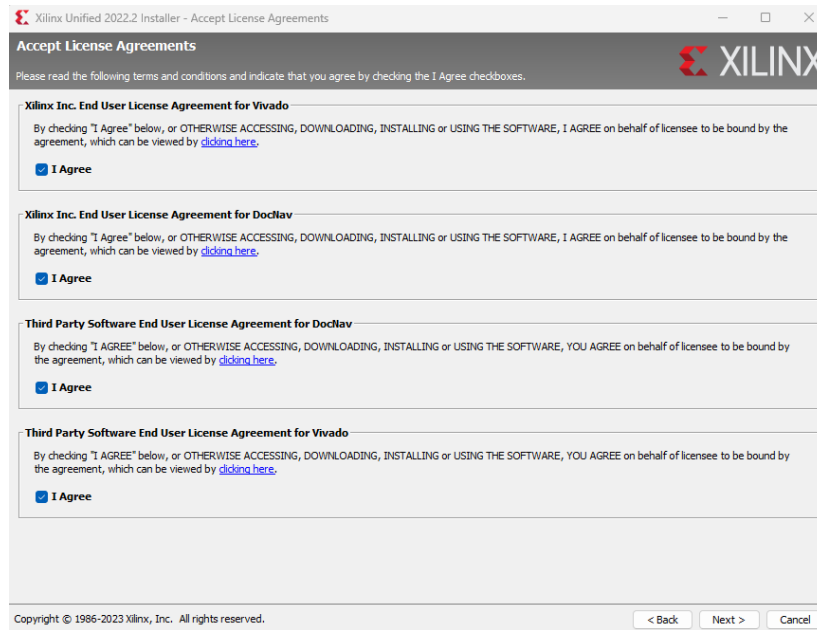 Xilinx Unified 2022.2 Installer - Accept License Agreements
Accept License Agreements
XILINX
Please read the following terms and conditions and indicate that you agree by checking the I Agree checkboxes.
Xilinx Inc. End User License Agreement for Vivado
By checking "I Agree" below, or OTHERWISE ACCESSING, DOWNLOADING, INSTALLING or USING THE SOFTWARE, I AGREE on behalf of licensee to be bound by the
agreement, which can be viewed by clicking here.
I Agree
Xilinx Inc. End User License Agreement for DocNav
By checking "I Agree" below, or OTHERWISE ACCESSING, DOWNLOADING, INSTALLING or USING THE SOFTWARE, I AGREE on behalf of licensee to be bound by the
agreement, which can be viewed by clicking here.
I Agree
Third Party Software End User License Agreement for DocNav
By checking "I AGREE" below, or OTHERWISE ACCESSING, DOWNLOADING, INSTALLING or USING THE SOFTWARE, YOU AGREE on behalf of licensee to be bound by
the agreement, which can be viewed by clicking here.
I Agree
Third Party Software End User License Agreement for Vivado
By checking "I AGREE" below, or OTHERWISE ACCESSING, DOWNLOADING, INSTALLING or USING THE SOFTWARE, YOU AGREE on behalf of licensee to be bound by
the agreement, which can be viewed by clicking here.
I Agree
Copyright © 1986-2023 Xilinx, Inc. All rights reserved.
< Back
Next >
Cancel